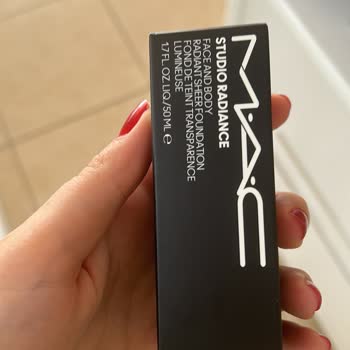 M·A·C
STUDIO RADIANCE
FACE AND BODY
RADIANT SHEER FOUNDATION
FOND DE TEINT TRANSPARENCE
LUMINEUSE
1.7 FL. OZ. LIQ./50 ML ℮